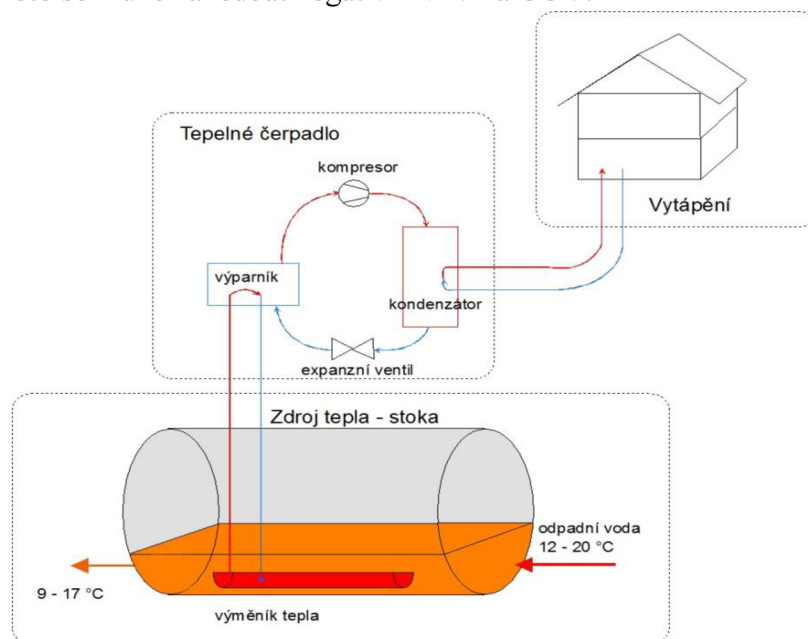 Tepelné čerpadlo
kompresor
výparník
kondenzátor
expanzní ventil
Vytápění
Zdroj tepla - stoka
odpadní voda
12 - 20 °C
9 - 17 °C
výměník tepla